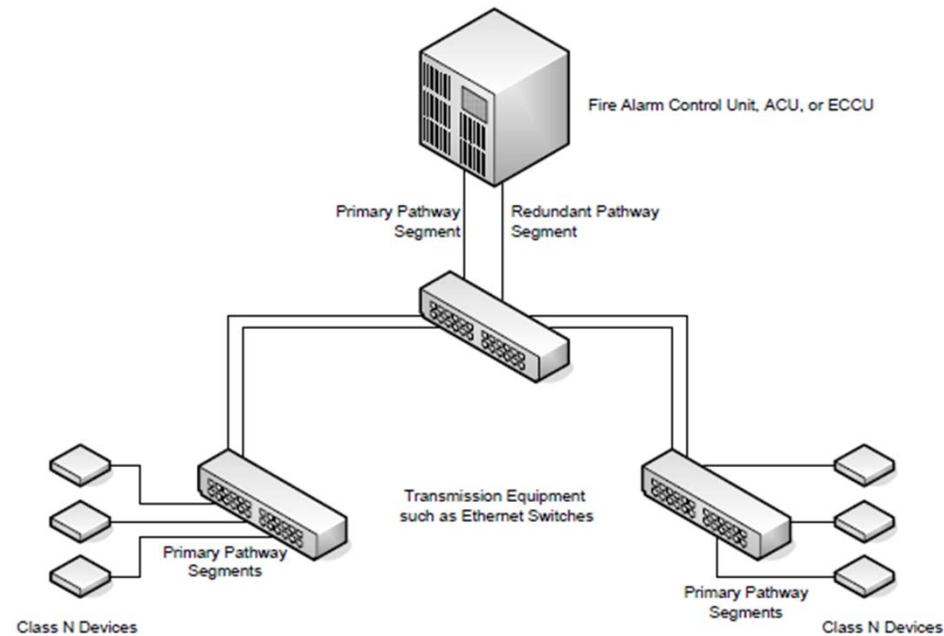 Fire Alarm Control Unit, ACU, or ECCU
Primary Pathway
Segment
Redundant Pathway
Segment
Transmission Equipment
such as Ethernet Switches
Primary Pathway
Segments
Primary Pathway
Segments
Class N Devices
Class N Devices